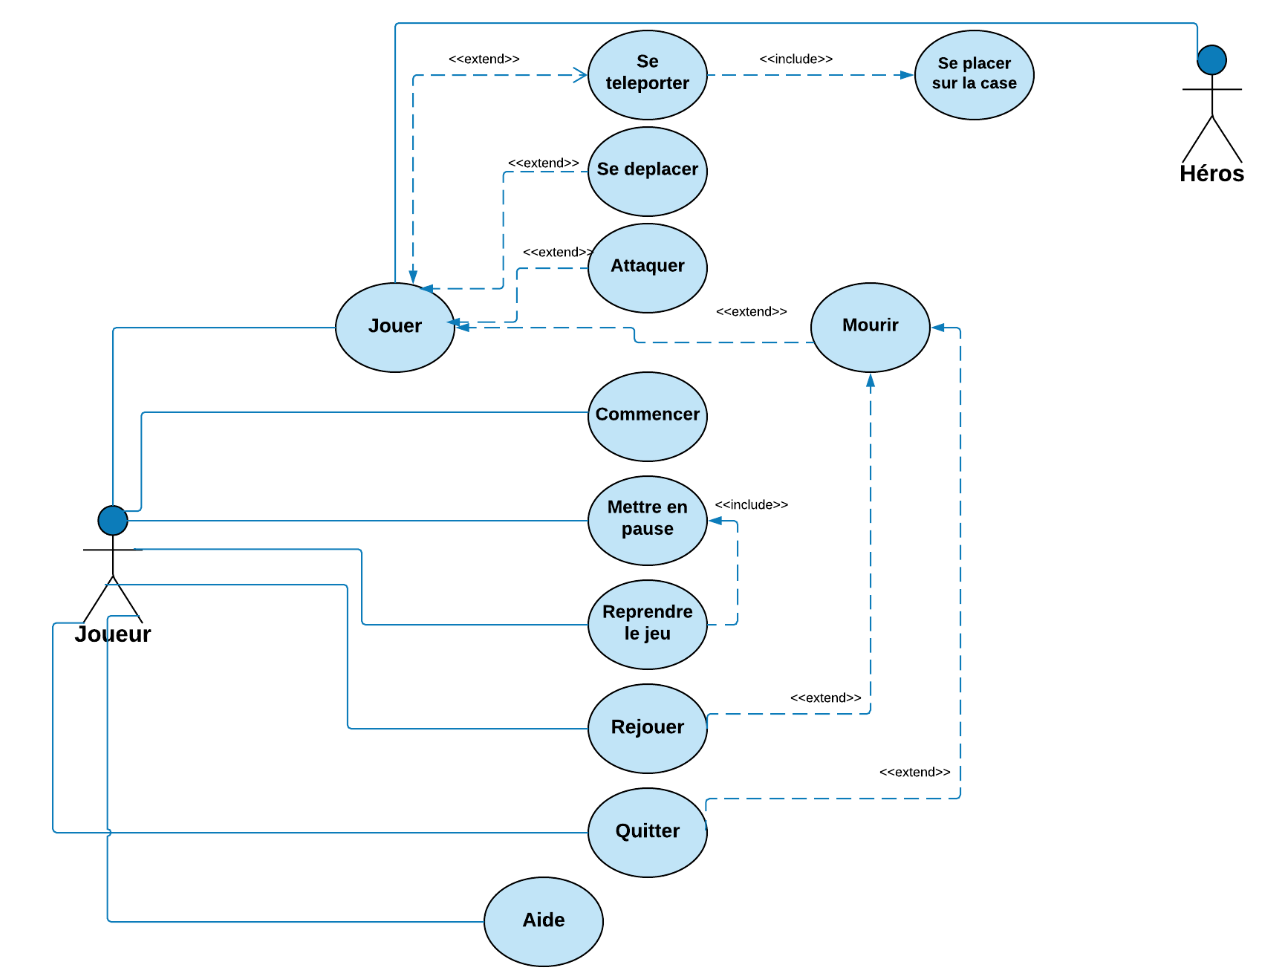 <<extend>>
Se
teleporter
<<include>>
Se placer
sur la case
Héros
<<extend>>
Se deplacer
<<extend>>
Attaquer
Jouer
<<extend>>
Mourir
Commencer
Mettre en
pause
<<include>>
Joueur
Reprendre
le jeu
Rejouer
<<extend>>
<<extend>>
Quitter
Aide